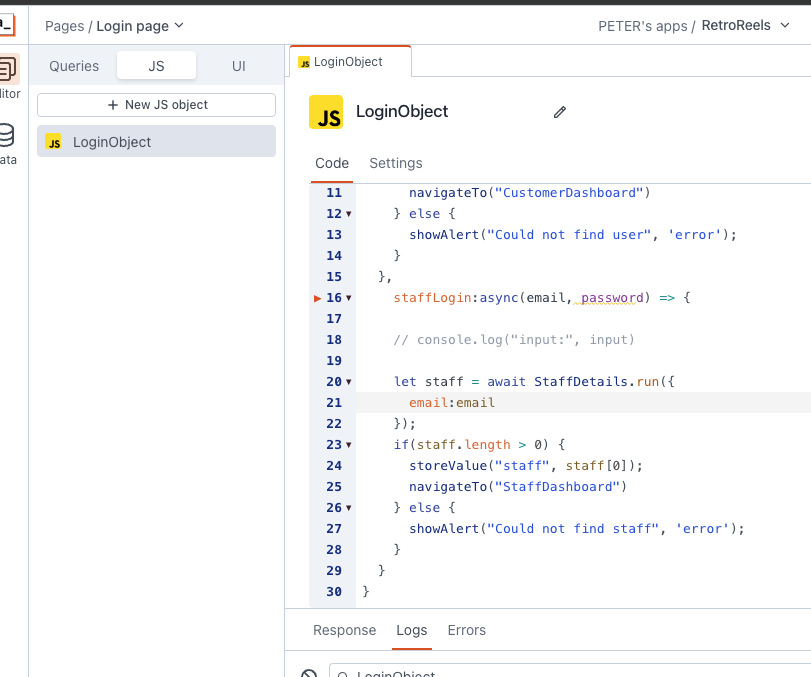 Pages / Login page
PETER's apps / RetroReels
Queries JS UI
+ New JS object
JS LoginObject
JS LoginObject
JS LoginObject
Code Settings
11 navigateTo("CustomerDashboard")
12 } else {
13 showAlert("Could not find user", 'error');
14 }
15 },
16 staffLogin:async(email, password) => {
17
18 // console.log("input:", input)
19
20 let staff = await StaffDetails.run({
21 email:email
22 });
23 if(staff.length > 0) {
24 storeValue("staff", staff[0]);
25 navigateTo("StaffDashboard")
26 } else {
27 showAlert("Could not find staff", 'error');
28 }
29 }
30 }
Response Logs Errors
LoginObject